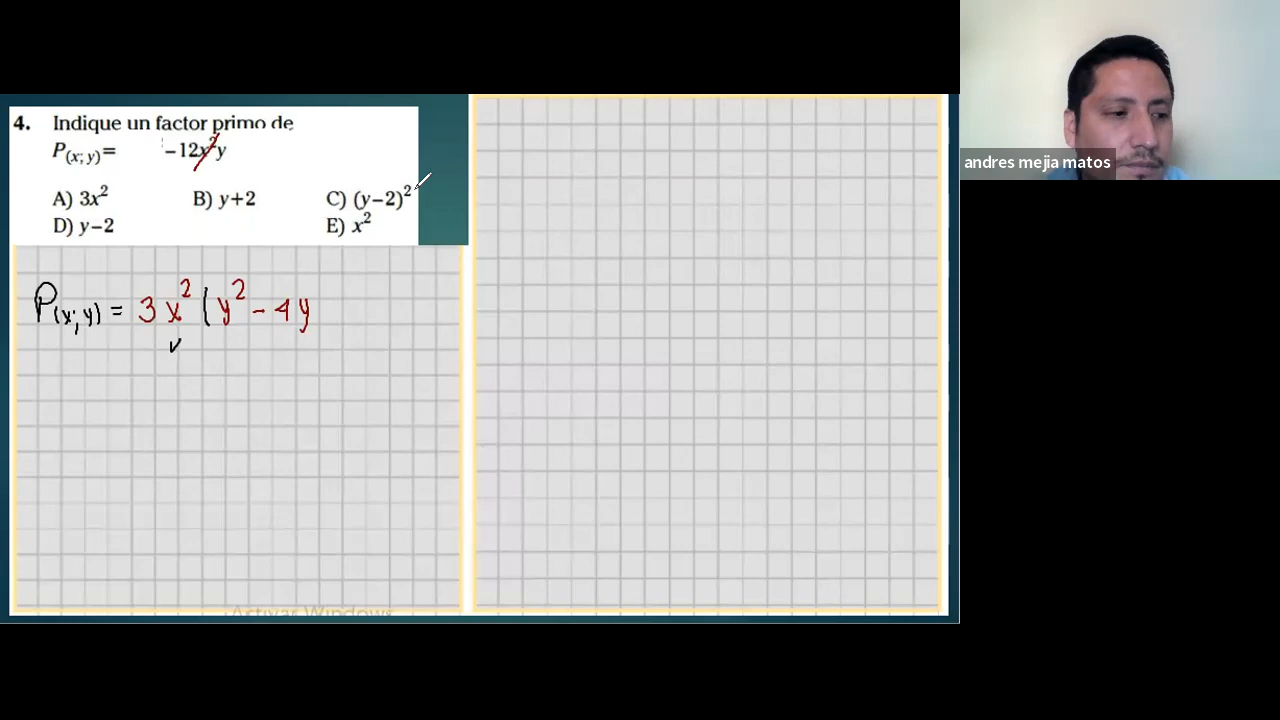 4. Indique un factor primo de
P(x; y)= -12x²y
A) 3x² B) y+2 C) (y-2)²
D) y-2 E) x²
P(x; y) = 3x² (y² - 4y
Activar Windows
andres mejia matos